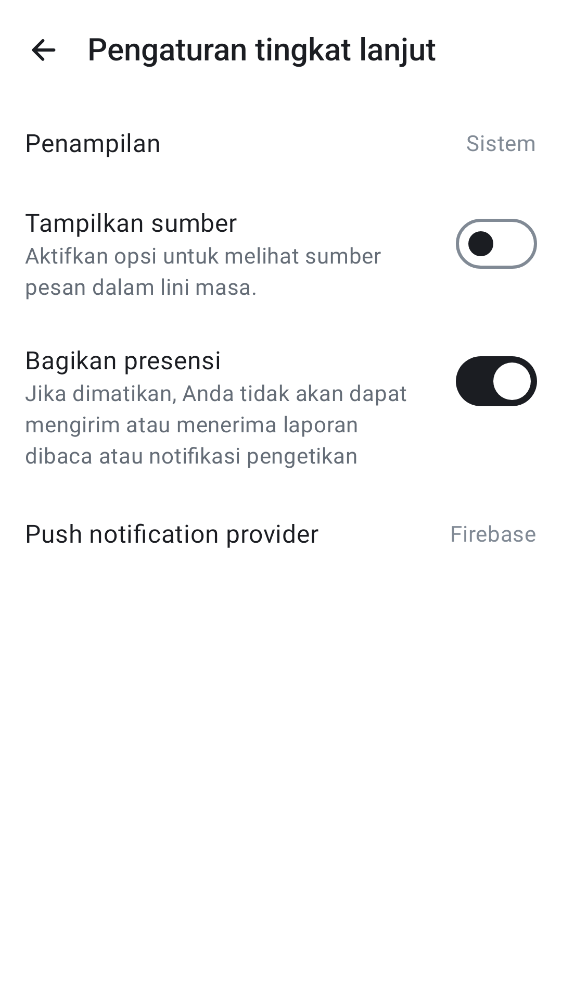 Pengaturan tingkat lanjut
Penampilan
Sistem
Tampilkan sumber
Aktifkan opsi untuk melihat sumber
pesan dalam lini masa.
Bagikan presensi
Jika dimatikan, Anda tidak akan dapat
mengirim atau menerima laporan
dibaca atau notifikasi pengetikan
Push notification provider
Firebase